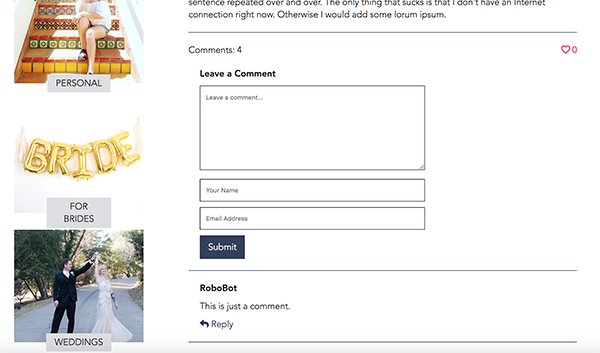 sentence repeated over and over. The only thing that sucks is that I don't have an Internet
connection right now. Otherwise I would add some lorum ipsum.
Comments: 4
0
Leave a Comment
Leave a comment...
Your Name
Email Address
Submit
RoboBot
This is just a comment.
Reply
PERSONAL
BRIDE
FOR
BRIDES
WEDDINGS